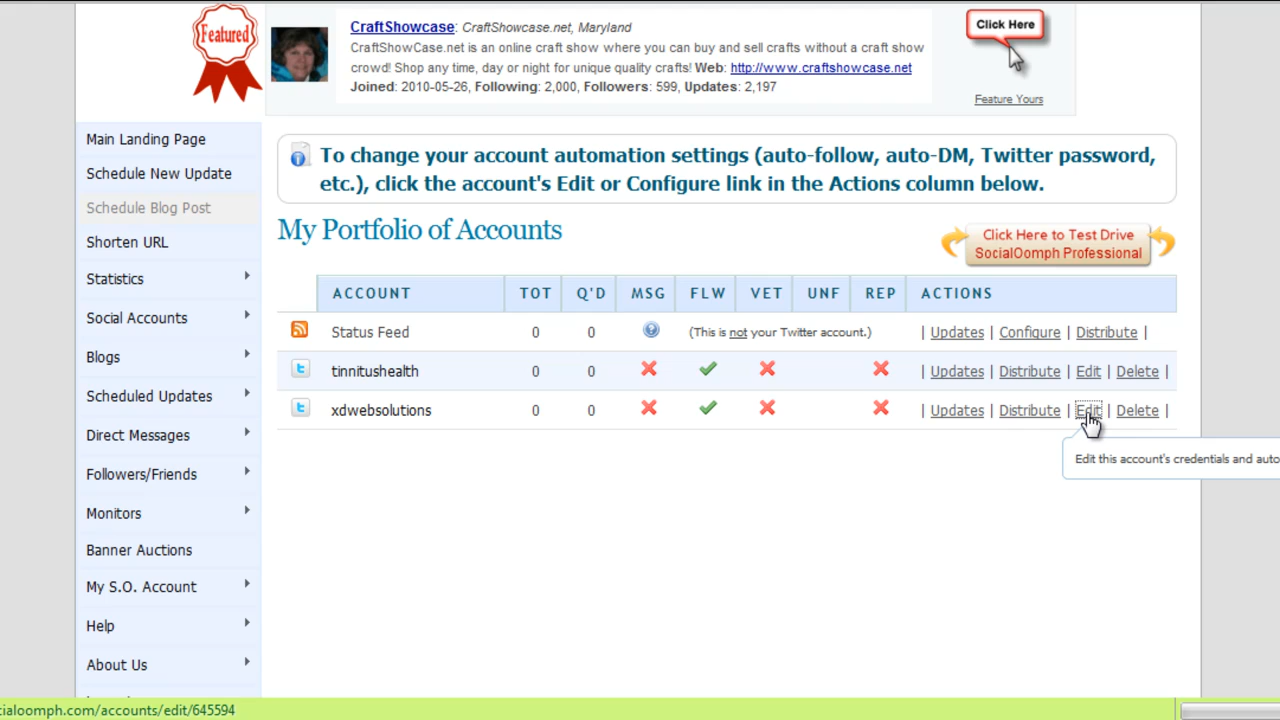 Featured
CraftShowcase: CraftShowcase.net, Maryland
CraftShowCase.net is an online craft show where you can buy and sell crafts without a craft show
crowd! Shop any time, day or night for unique quality crafts! Web: http://www.craftshowcase.net
Joined: 2010-05-26, Following: 2,000, Followers: 599, Updates: 2,197
Click Here
Feature Yours
Main Landing Page
Schedule New Update
Schedule Blog Post
Shorten URL
Statistics
Social Accounts
Blogs
Scheduled Updates
Direct Messages
Followers/Friends
Monitors
Banner Auctions
My S.O. Account
Help
About Us
To change your account automation settings (auto-follow, auto-DM, Twitter password,
etc.), click the account's Edit or Configure link in the Actions column below.
My Portfolio of Accounts
Click Here to Test Drive
SocialOomph Professional
ACCOUNT TOT Q'D MSG FLW VET UNF REP ACTIONS
Status Feed 0 0 (This is not your Twitter account.) | Updates | Configure | Distribute |
tinnitushealth 0 0 | Updates | Distribute | Edit | Delete |
xdwebsolutions 0 0 | Updates | Distribute | Edit | Delete |
Edit this account's credentials and auto
cialoomph.com/accounts/edit/645594